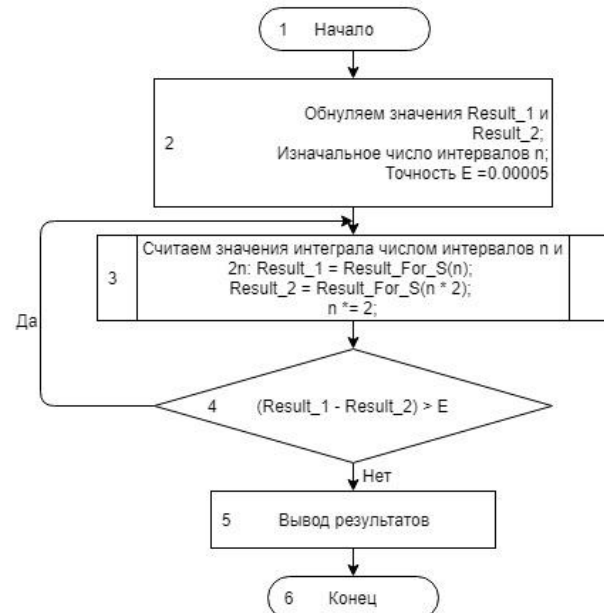 1 Начало
Обнуляем значения Result_1 и
Result_2;
2
Изначальное число интервалов n;
Точность E =0.00005
Считаем значения интеграла числом интервалов n и
3
2n: Result_1 = Result_For_S(n);
Result_2 = Result_For_S(n * 2);
n *= 2;
Да
4 (Result_1 - Result_2) > E
Нет
5 Вывод результатов
6 Конец